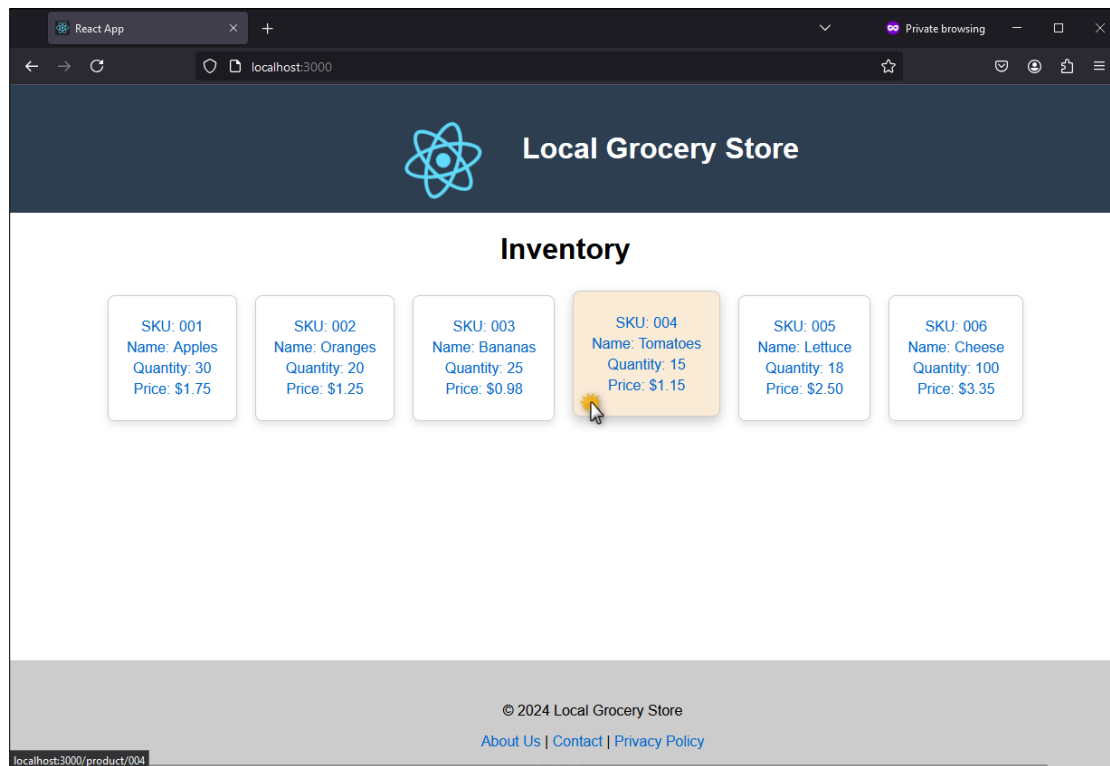 React App
Private browsing
localhost:3000
Local Grocery Store
Inventory
SKU: 001
Name: Apples
Quantity: 30
Price: $1.75
SKU: 002
Name: Oranges
Quantity: 20
Price: $1.25
SKU: 003
Name: Bananas
Quantity: 25
Price: $0.98
SKU: 004
Name: Tomatoes
Quantity: 15
Price: $1.15
SKU: 005
Name: Lettuce
Quantity: 18
Price: $2.50
SKU: 006
Name: Cheese
Quantity: 100
Price: $3.35
© 2024 Local Grocery Store
About Us | Contact | Privacy Policy
localhost:3000/product/004